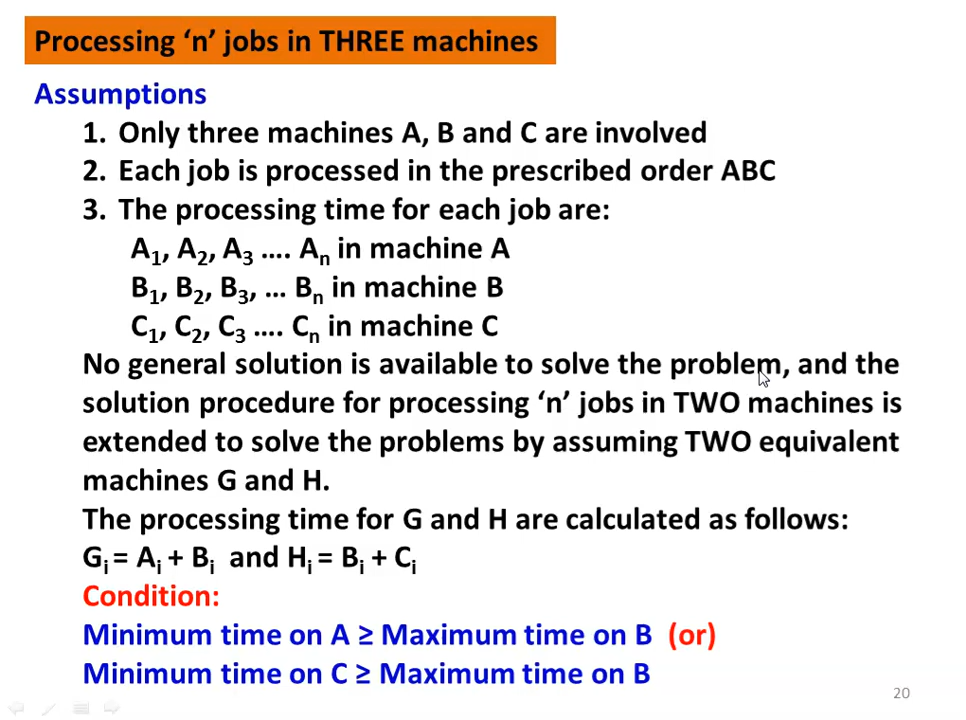 Processing ‘n’ jobs in THREE machines
Assumptions
1. Only three machines A, B and C are involved
2. Each job is processed in the prescribed order ABC
3. The processing time for each job are:
A₁, A₂, A₃ …. Aₙ in machine A
B₁, B₂, B₃, … Bₙ in machine B
C₁, C₂, C₃ …. Cₙ in machine C
No general solution is available to solve the problem, and the
solution procedure for processing ‘n’ jobs in TWO machines is
extended to solve the problems by assuming TWO equivalent
machines G and H.
The processing time for G and H are calculated as follows:
Gᵢ = Aᵢ + Bᵢ and Hᵢ = Bᵢ + Cᵢ
Condition:
Minimum time on A ≥ Maximum time on B (or)
Minimum time on C ≥ Maximum time on B
20